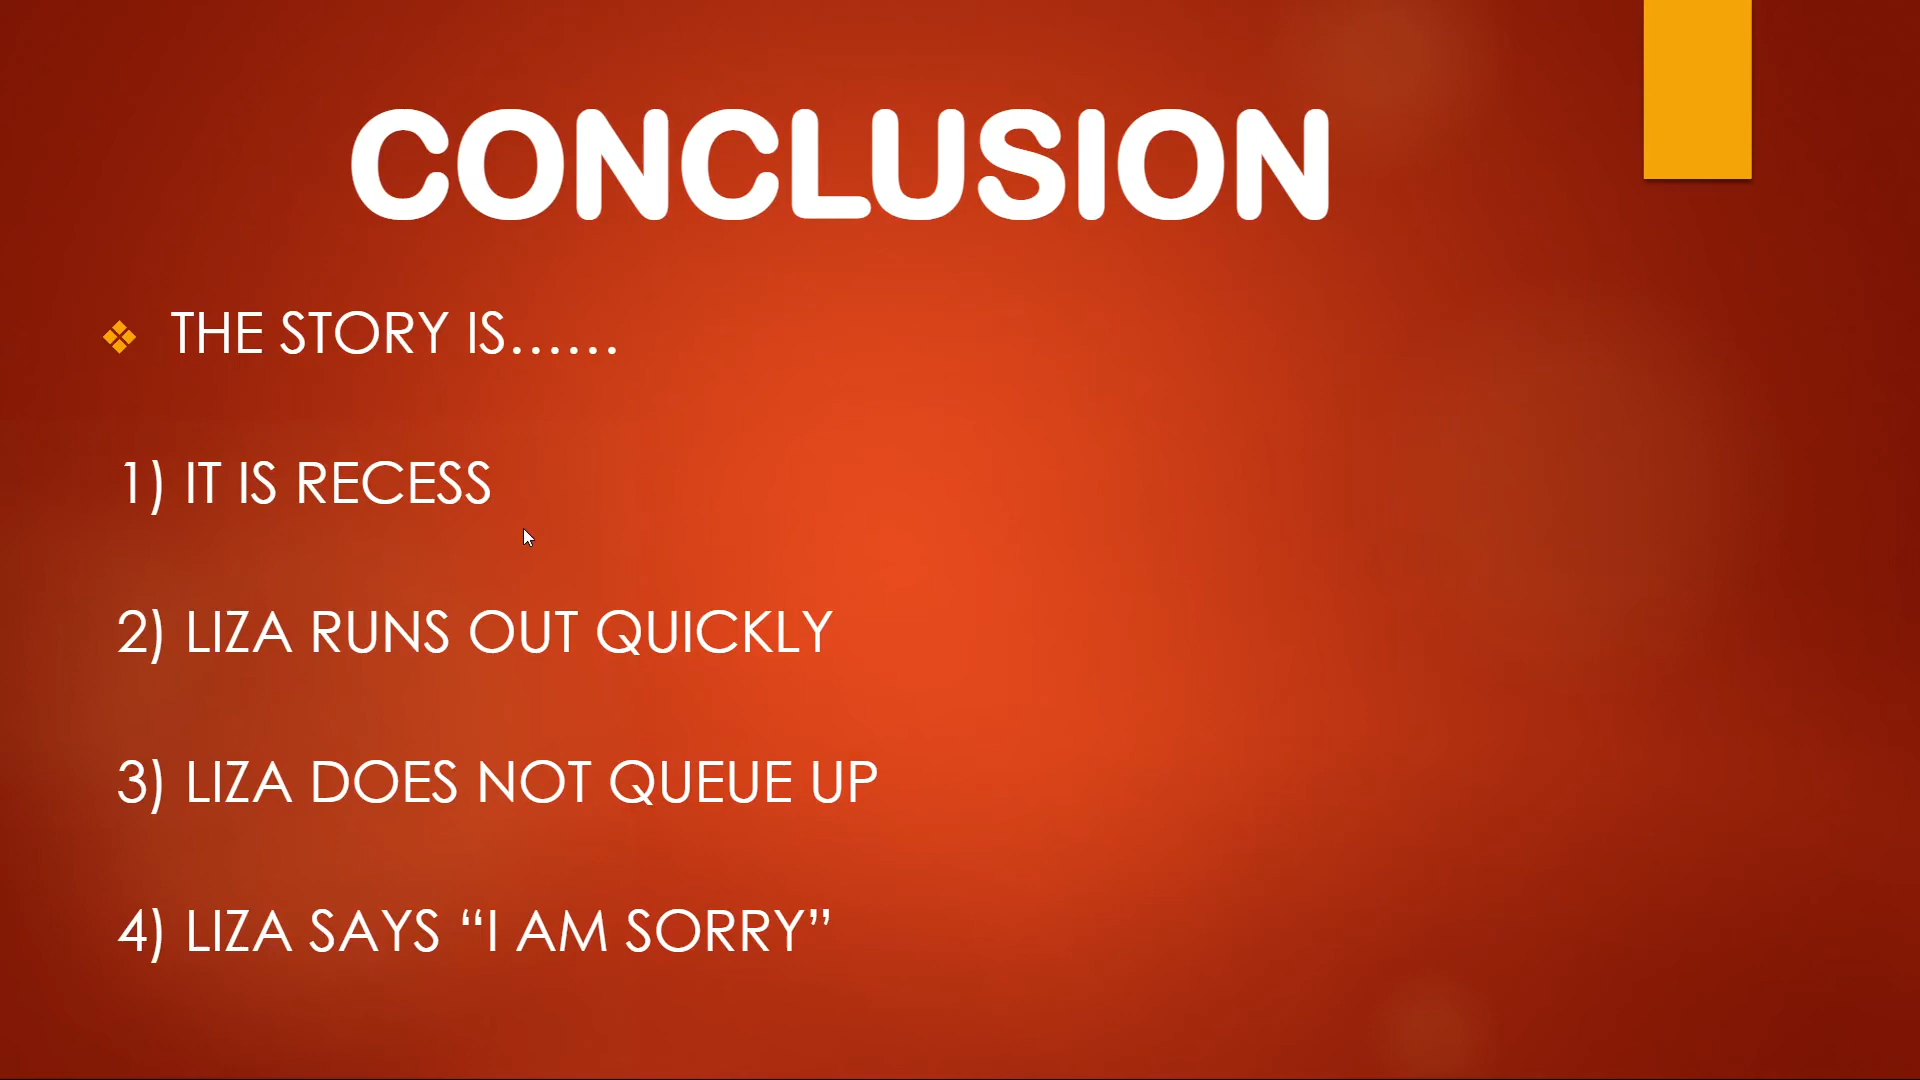 CONCLUSION
THE STORY IS......
1) IT IS RECESS
2) LIZA RUNS OUT QUICKLY
3) LIZA DOES NOT QUEUE UP
4) LIZA SAYS “I AM SORRY”